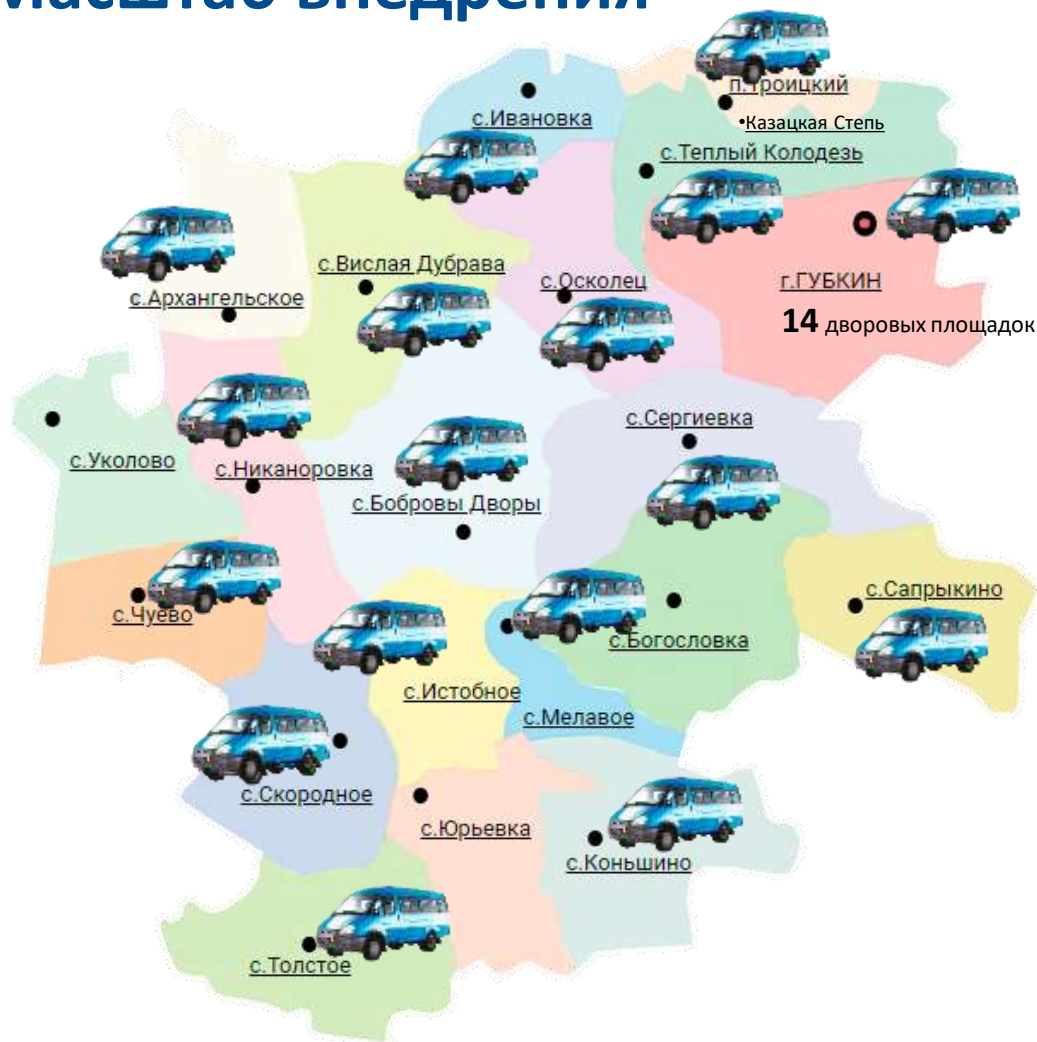 Масштаб внедрения
п.Троицкий
с.Ивановка
•Казацкая Степь
с.Теплый Колодезь
с.Вислая Дубрава
с.Осколец
г.ГУБКИН
с.Архангельское
14 дворовых площадок
с.Сергиевка
с.Уколово
с.Никаноровка
с.Бобровы Дворы
с.Сапрыкино
с.Чуево
с.Богословка
с.Истобное
с.Мелавое
с.Скородное
с.Юрьевка
с.Коньшино
с.Толстое